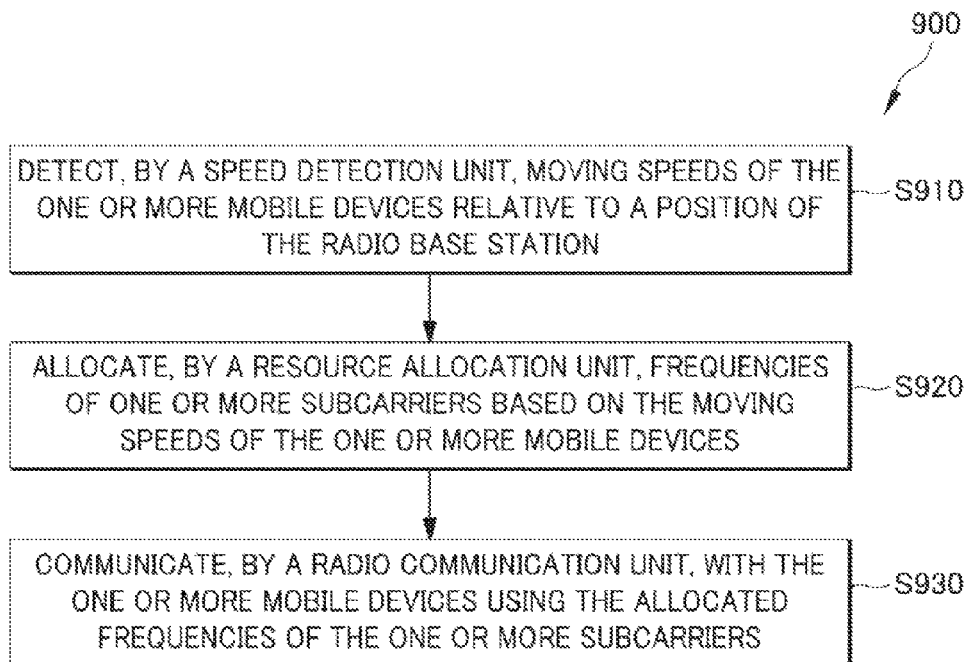 900
DETECT, BY A SPEED DETECTION UNIT, MOVING SPEEDS OF THE
ONE OR MORE MOBILE DEVICES RELATIVE TO A POSITION OF
THE RADIO BASE STATION
S910
ALLOCATE, BY A RESOURCE ALLOCATION UNIT, FREQUENCIES
OF ONE OR MORE SUBCARRIERS BASED ON THE MOVING
SPEEDS OF THE ONE OR MORE MOBILE DEVICES
S920
COMMUNICATE, BY A RADIO COMMUNICATION UNIT, WITH THE
ONE OR MORE MOBILE DEVICES USING THE ALLOCATED
FREQUENCIES OF THE ONE OR MORE SUBCARRIERS
S930